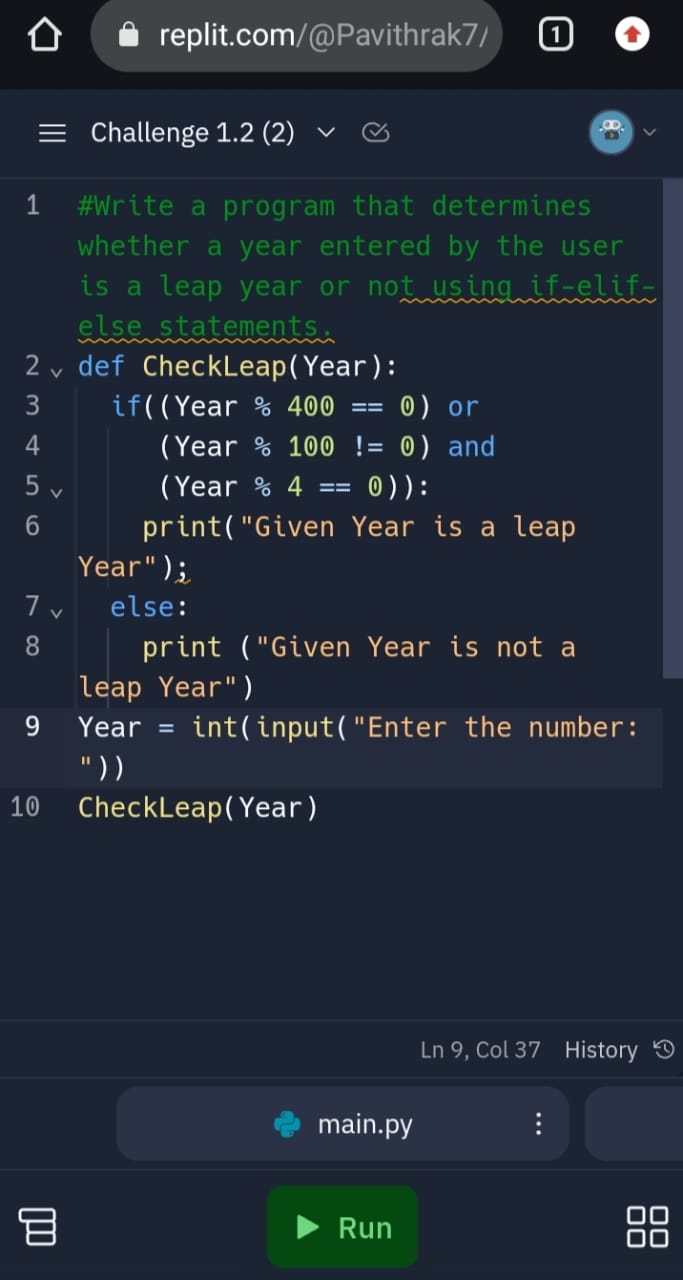 replit.com/@Pavithrak7/
1
Challenge 1.2 (2)
1 #Write a program that determines
whether a year entered by the user
is a leap year or not using if-elif-
else statements.
2 def CheckLeap(Year):
3 if((Year % 400 == 0) or
4 (Year % 100 != 0) and
5 (Year % 4 == 0)):
6 print("Given Year is a leap
Year");
7 else:
8 print ("Given Year is not a
leap Year")
9 Year = int(input("Enter the number:
"))
10 CheckLeap(Year)
Ln 9, Col 37 History
main.py
Run